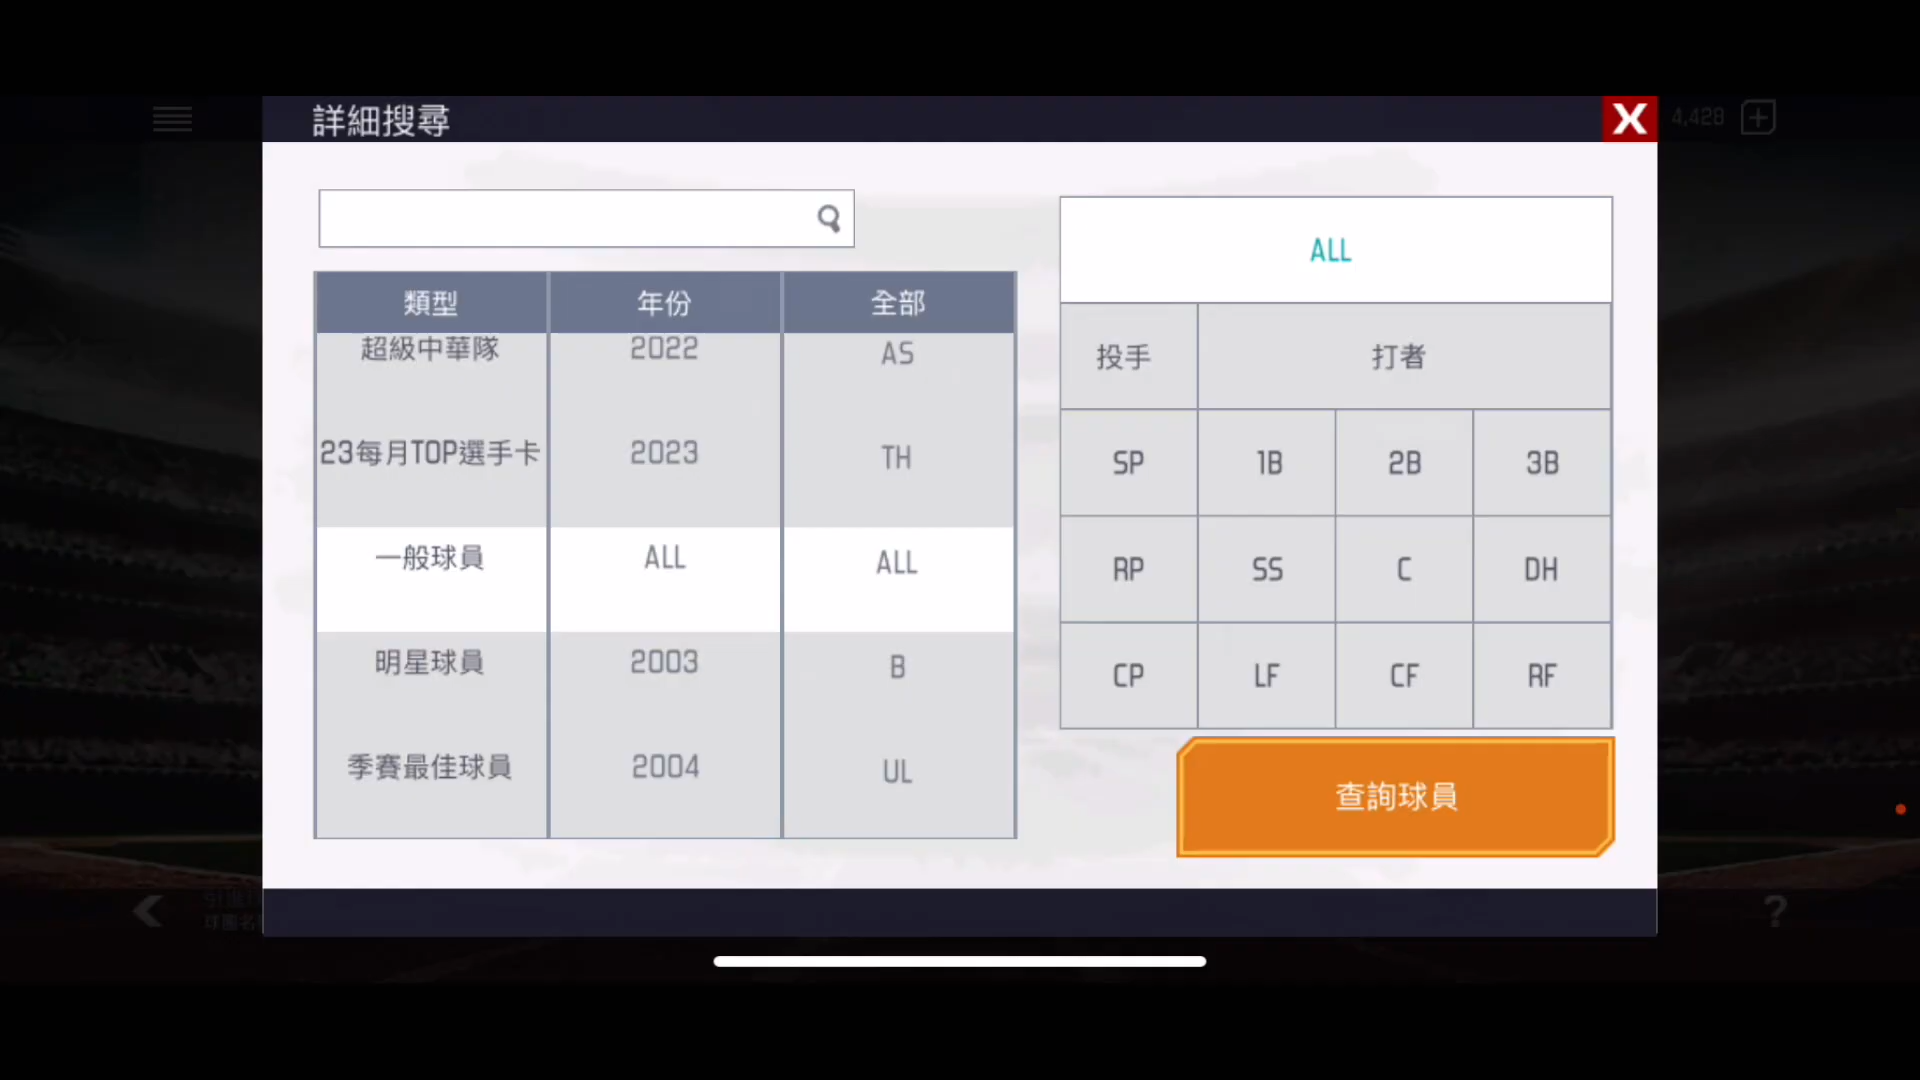 詳細搜尋
X
4,428
類型 年份 全部
超級中華隊 2022 AS
23每月TOP選手卡 2023 TH
一般球員 ALL ALL
明星球員 2003 B
季賽最佳球員 2004 UL
ALL
投手 打者
SP 1B 2B 3B
RP SS C DH
CP LF CF RF
查詢球員
?